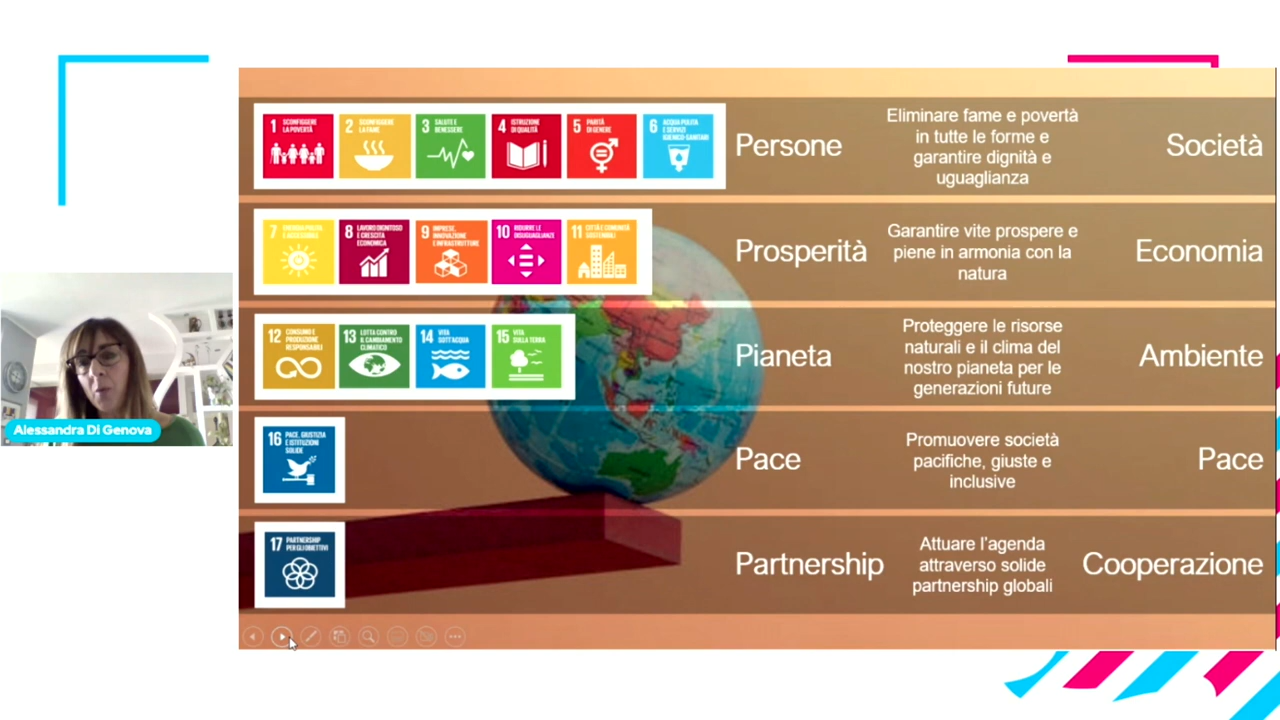 1 SCONFIGGERE
LA POVERTÀ
2 SCONFIGGERE
LA FAME
3 SALUTE E
BENESSERE
4 ISTRUZIONE
DI QUALITÀ
5 PARITÀ
DI GENERE
6 ACQUA PULITA
E SERVIZI
IGIENICO-SANITARI
Persone
Eliminare fame e povertà
in tutte le forme e
garantire dignità e
uguaglianza
Società
7 ENERGIA PULITA
E ACCESSIBILE
8 LAVORO DIGNITOSO
E CRESCITA
ECONOMICA
9 IMPRESE,
INNOVAZIONE
E INFRASTRUTTURE
10 RIDURRE LE
DISUGUAGLIANZE
11 CITTÀ E COMUNITÀ
SOSTENIBILI
Prosperità
Garantire vite prospere e
piene in armonia con la
natura
Economia
12 CONSUMO E
PRODUZIONE
RESPONSABILI
13 LOTTA CONTRO
IL CAMBIAMENTO
CLIMATICO
14 VITA
SOTT'ACQUA
15 VITA
SULLA TERRA
Pianeta
Proteggere le risorse
naturali e il clima del
nostro pianeta per le
generazioni future
Ambiente
16 PACE, GIUSTIZIA
E ISTITUZIONI
SOLIDE
Pace
Promuovere società
pacifiche, giuste e
inclusive
Pace
17 PARTNERSHIP
PER GLI OBIETTIVI
Partnership
Attuare l'agenda
attraverso solide
partnership globali
Cooperazione
Alessandra Di Genova